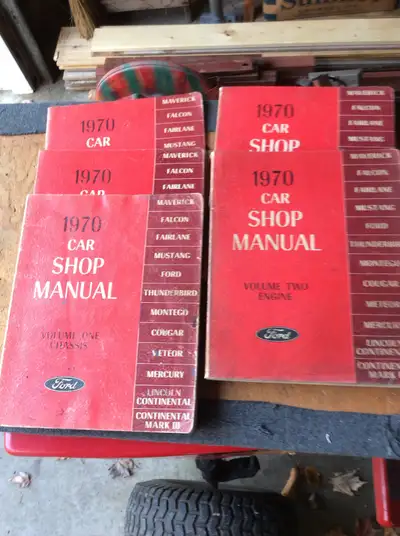 1970
CAR
MAVERICK
FALCON
FAIRLANE
MUSTANG
1970
CAR
SHOP
MAVERICK
FALCON
FAIRLANE
MUSTANG
1970
CAR
MAVERICK
FALCON
FAIRLANE
1970
CAR
SHOP
MANUAL
VOLUME TWO
ENGINE
Ford
MAVERICK
FALCON
FAIRLANE
MUSTANG
FORD
THUNDERBIRD
MONTEGO
COUGAR
METEOR
MERCURY
LINCOLN
CONTINENTAL
CONTINENTAL
MARK III
1970
CAR
SHOP
MANUAL
VOLUME ONE
CHASSIS
Ford
MAVERICK
FALCON
FAIRLANE
MUSTANG
FORD
THUNDERBIRD
MONTEGO
COUGAR
METEOR
MERCURY
LINCOLN
CONTINENTAL
CONTINENTAL
MARK III